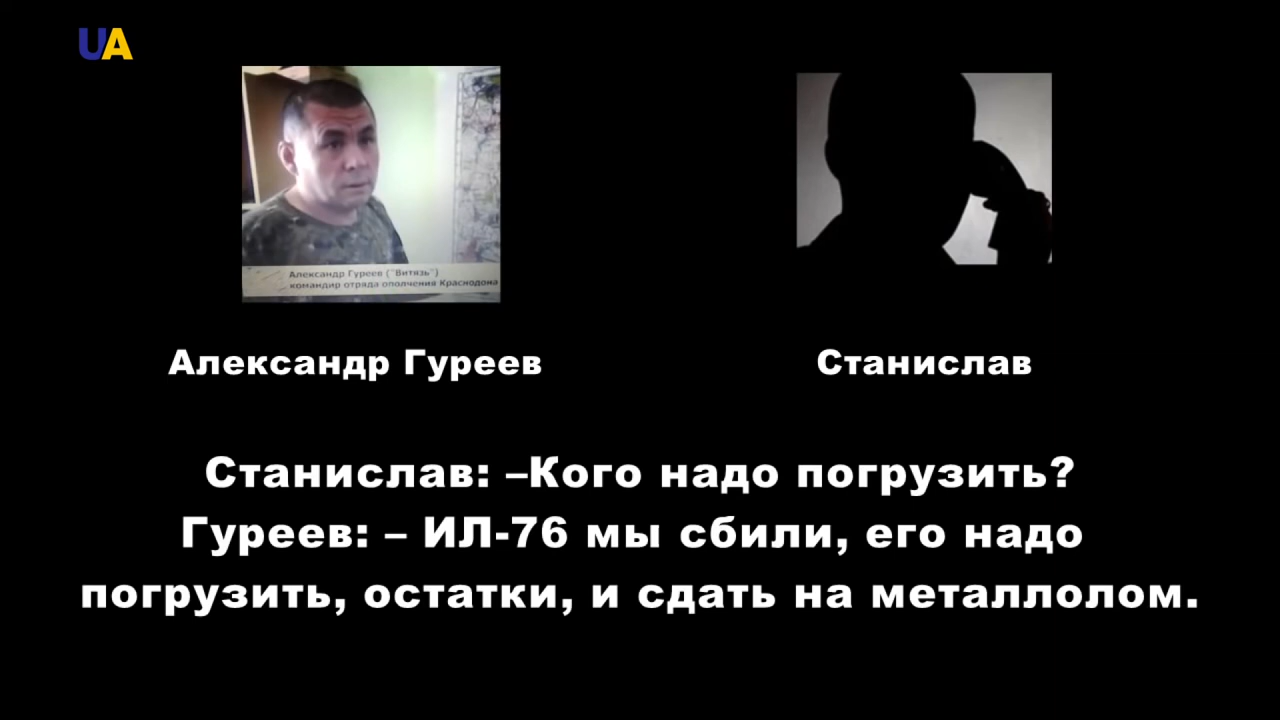 UA
Александр Гуреев ("Витязь")
командир отряда ополчения Краснодона
Александр Гуреев
Станислав
Станислав: –Кого надо погрузить?
Гуреев: – ИЛ-76 мы сбили, его надо
погрузить, остатки, и сдать на металлолом.